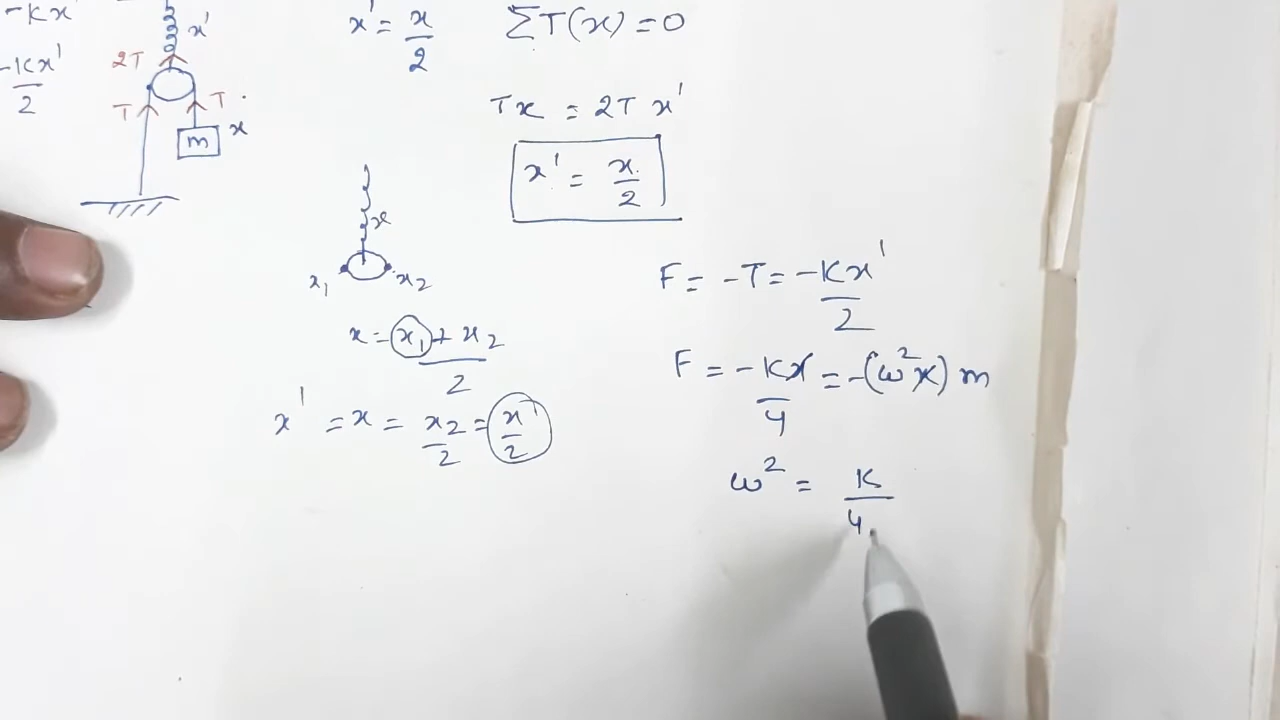 -Kx'
x'
x' = x/2
ΣT(x) = 0
-Kx'/2
2T
T
T
m
x
Tx = 2T x'
x' = x/2
x
x₁
x₂
x = x₁ + x₂/2
x' = x = x₂/2 = x/2
F = -T = -Kx'/2
F = -Kx/4 = -(ω²x) m
ω² = K/4